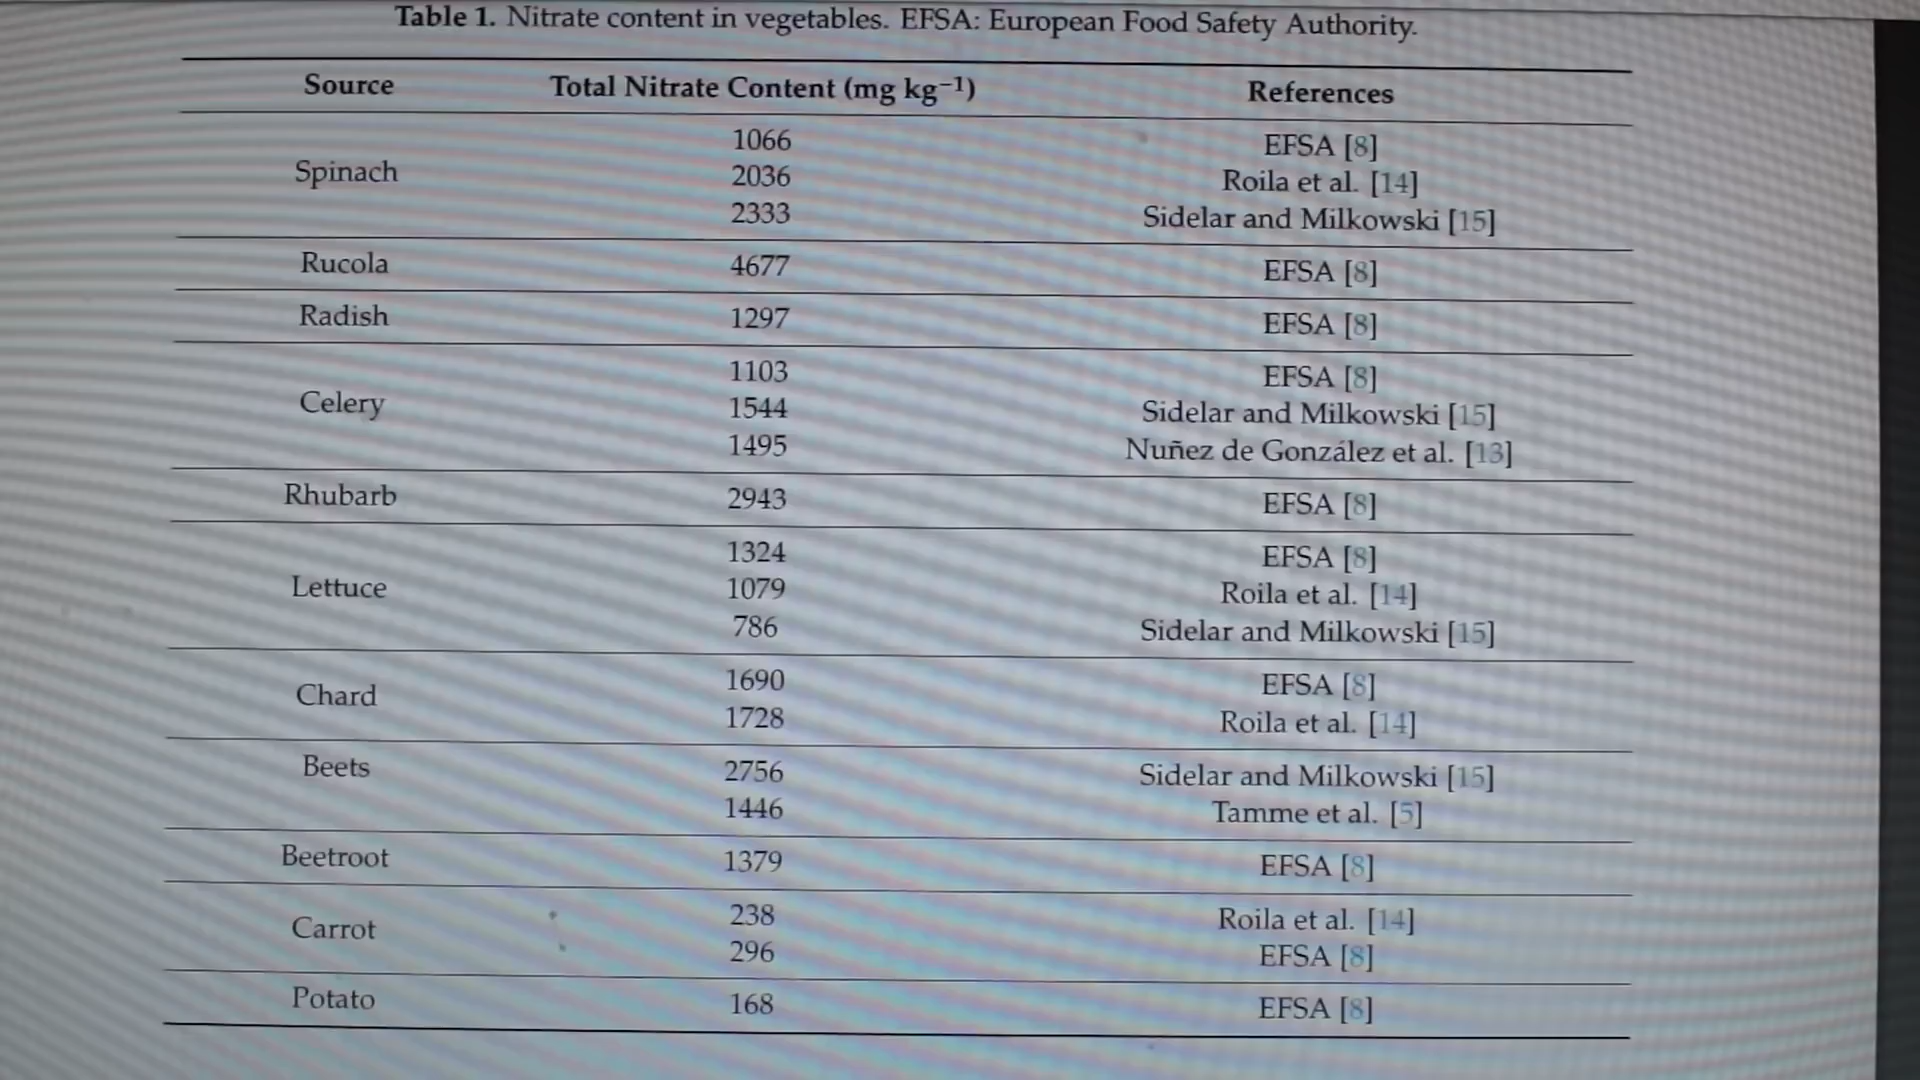 Table 1. Nitrate content in vegetables. EFSA: European Food Safety Authority.
Source Total Nitrate Content (mg kg⁻¹) References
Spinach
1066 EFSA [8]
2036 Roila et al. [14]
2333 Sidelar and Milkowski [15]
Rucola 4677 EFSA [8]
Radish 1297 EFSA [8]
Celery
1103 EFSA [8]
1544 Sidelar and Milkowski [15]
1495 Nuñez de González et al. [13]
Rhubarb 2943 EFSA [8]
Lettuce
1324 EFSA [8]
1079 Roila et al. [14]
786 Sidelar and Milkowski [15]
Chard
1690 EFSA [8]
1728 Roila et al. [14]
Beets
2756 Sidelar and Milkowski [15]
1446 Tamme et al. [5]
Beetroot 1379 EFSA [8]
Carrot
238 Roila et al. [14]
296 EFSA [8]
Potato 168 EFSA [8]